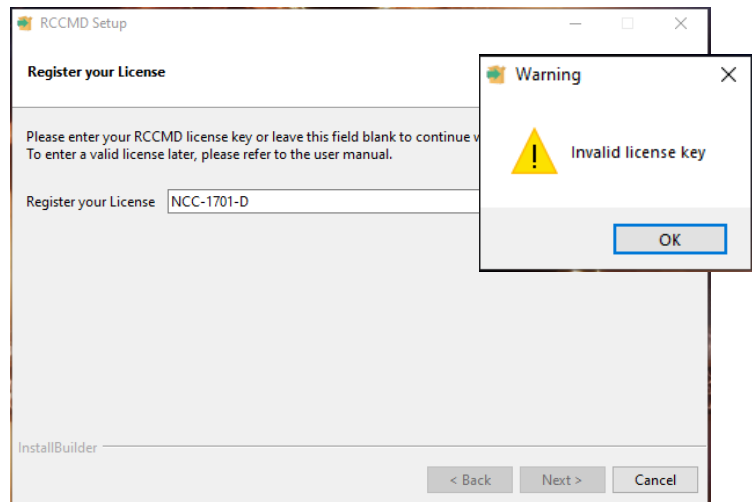 RCCMD Setup
Register your License
Please enter your RCCMD license key or leave this field blank to continue
To enter a valid license later, please refer to the user manual.
Register your License NCC-1701-D
InstallBuilder
< Back Next > Cancel
Warning
Invalid license key
OK